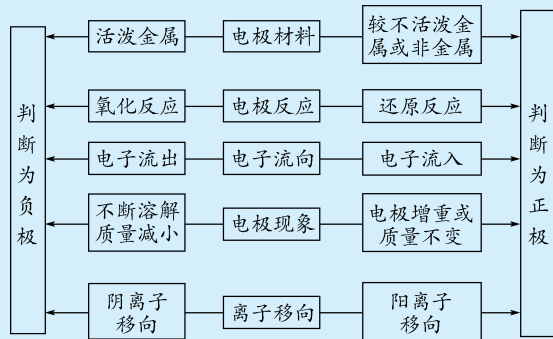 活泼金属
电极材料
较不活泼金
属或非金属
氧化反应
电极反应
还原反应
电子流出
电子流向
电子流入
不断溶解
质量减小
电极现象
电极增重或
质量不变
阴离子
移向
离子移向
阳离子
移向
判断为负极
判断为正极